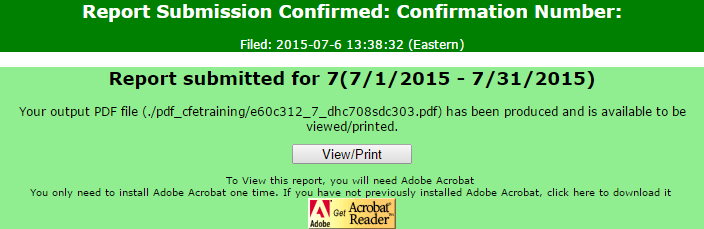 Report Submission Confirmed: Confirmation Number:
Filed: 2015-07-6 13:38:32 (Eastern)
Report submitted for 7(7/1/2015 - 7/31/2015)
Your output PDF file (./pdf_cfetraining/e60c312_7_dhc708sdc303.pdf) has been produced and is available to be
viewed/printed.
View/Print
To View this report, you will need Adobe Acrobat
You only need to install Adobe Acrobat one time. If you have not previously installed Adobe Acrobat, click here to download it
Adobe Get Acrobat Reader